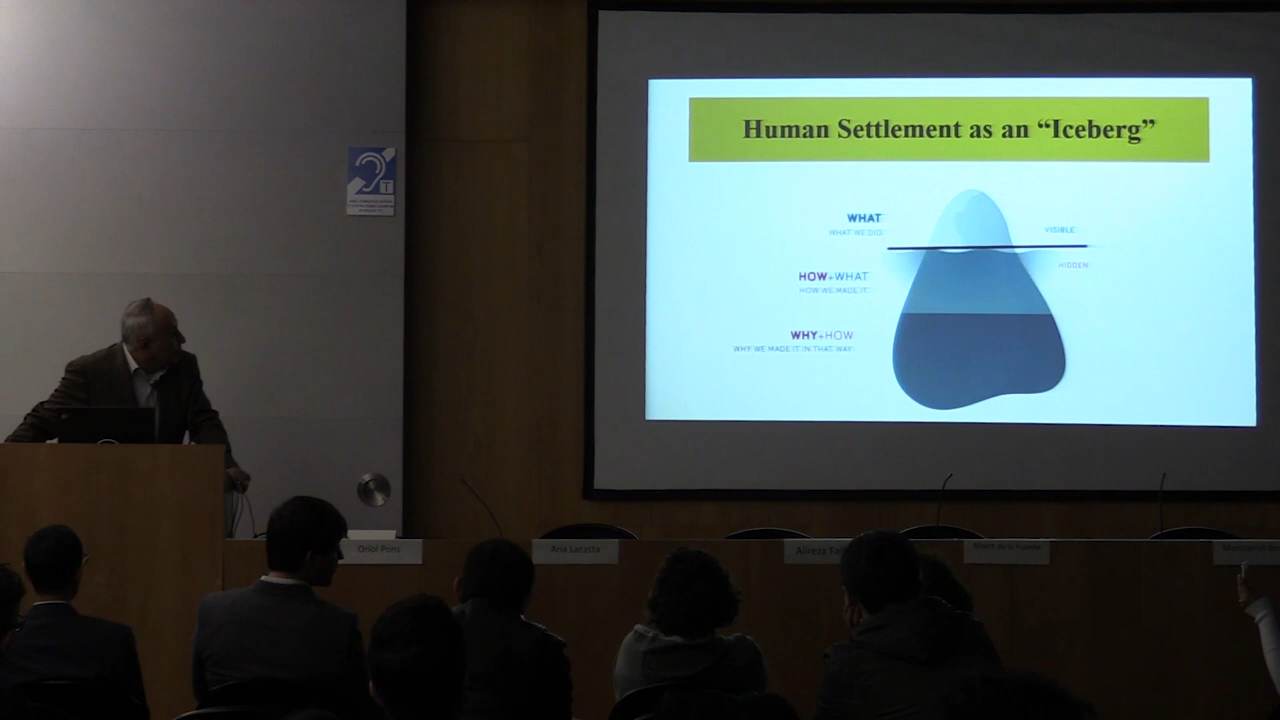 Human Settlement as an “Iceberg”
WHAT
WHAT WE DID
VISIBLE
HIDDEN
HOW+WHAT
HOW WE MADE IT
WHY+HOW
WHY WE MADE IT IN THAT WAY
T
Oriol Pons
Ana Lacasta
Alireza